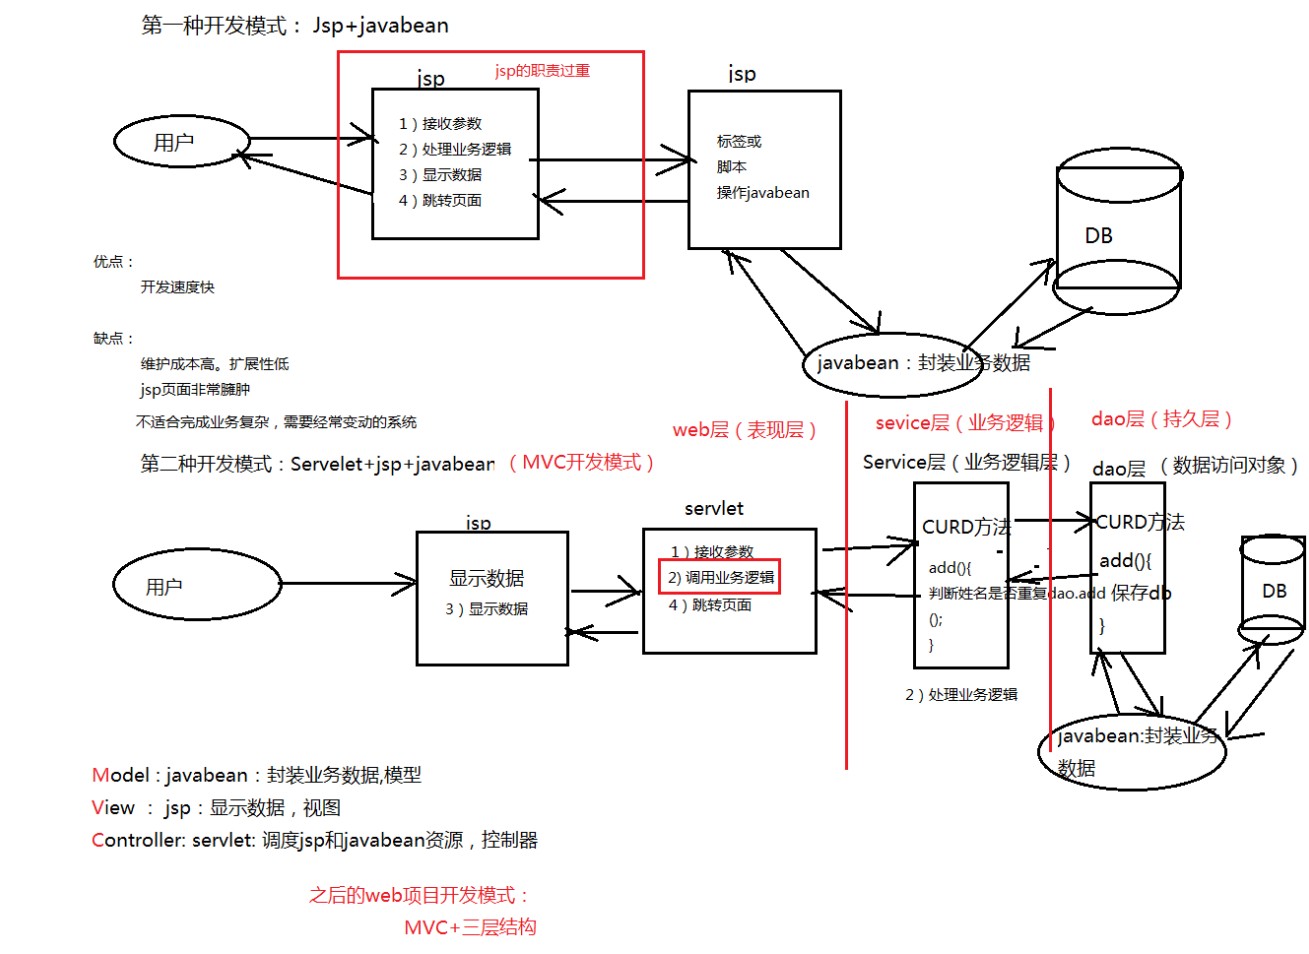 第一种开发模式： Jsp+javabean
jsp
jsp的职责过重
jsp
用户
1）接收参数
2）处理业务逻辑
3）显示数据
4）跳转页面
标签或
脚本
操作javabean
DB
优点：
开发速度快
缺点：
维护成本高。扩展性低
jsp页面非常臃肿
不适合完成业务复杂，需要经常变动的系统
javabean：封装业务数据
web层（表现层）
sevice层（业务逻辑）
dao层（持久层）
第二种开发模式：Servelet+jsp+javabean （MVC开发模式）
Service层（业务逻辑层）
dao层 （数据访问对象）
jsp
servlet
用户
显示数据
3）显示数据
1）接收参数
2) 调用业务逻辑
4）跳转页面
CURD方法
add(){
判断姓名是否重复dao.add
();
}
2）处理业务逻辑
CURD方法
add(){
保存db
}
DB
javabean:封装业务
数据
Model : javabean：封装业务数据,模型
View ： jsp：显示数据，视图
Controller: servlet: 调度jsp和javabean资源，控制器
之后的web项目开发模式：
MVC+三层结构